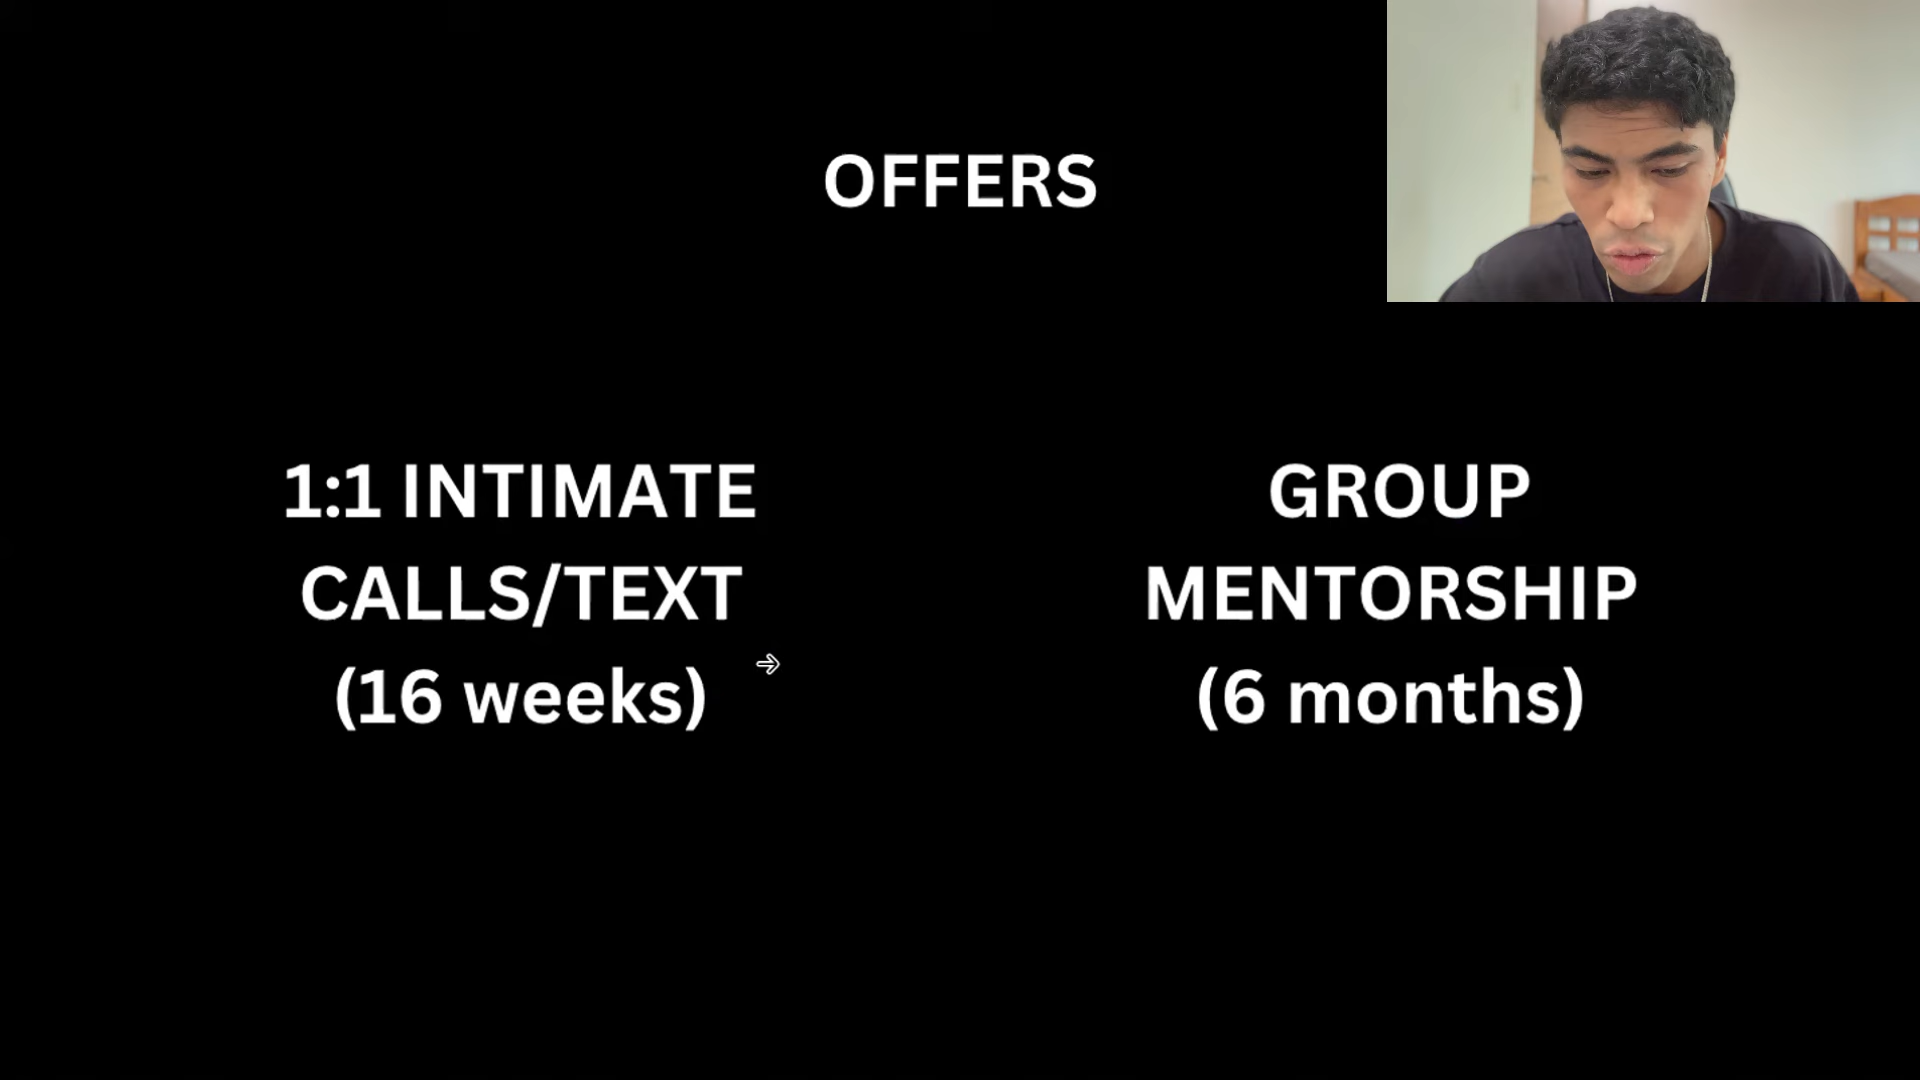 OFFERS
1:1 INTIMATE
CALLS/TEXT
(16 weeks)
GROUP
MENTORSHIP
(6 months)